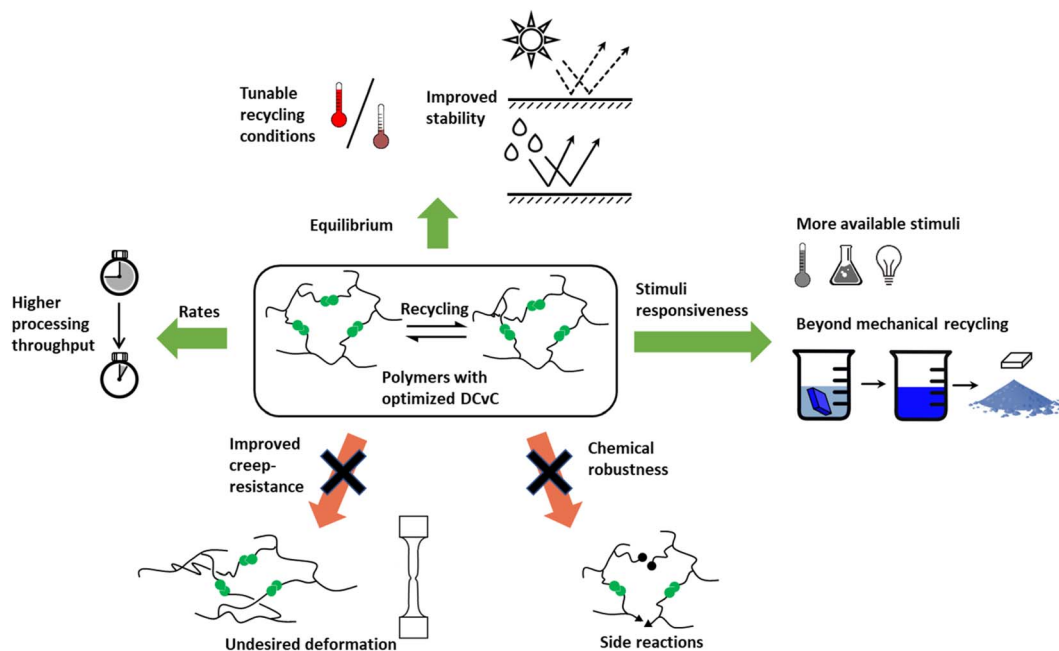 Tunable
recycling
conditions
Improved
stability
Equilibrium
More available stimuli
Higher
processing
throughput
Rates
Recycling
Polymers with
optimized DCvC
Stimuli
responsiveness
Beyond mechanical recycling
Improved
creep-
resistance
Chemical
robustness
Undesired deformation
Side reactions